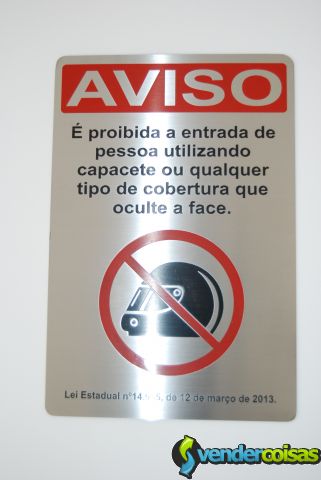 AVISO
É proibida a entrada de
pessoa utilizando
capacete ou qualquer
tipo de cobertura que
oculte a face.
Lei Estadual de 12 de março de 2013.
vendercoisas